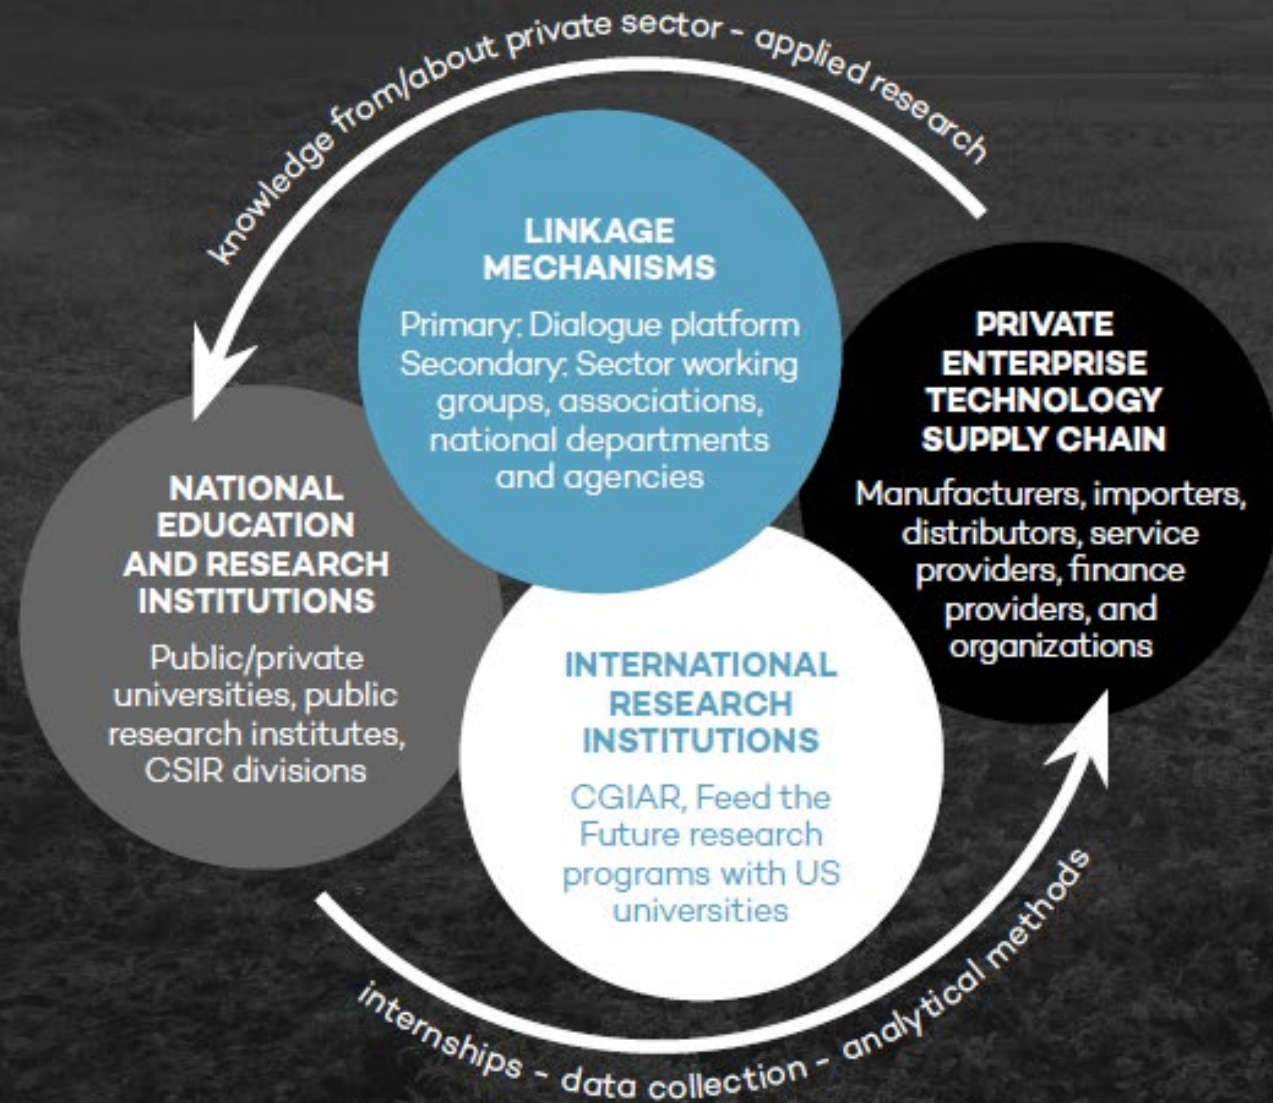 knowledge from/about private sector - applied research
LINKAGE
MECHANISMS
Primary: Dialogue platform
Secondary: Sector working
groups, associations,
national departments
and agencies
PRIVATE
ENTERPRISE
TECHNOLOGY
SUPPLY CHAIN
Manufacturers, importers,
distributors, service
providers, finance
providers, and
organizations
NATIONAL
EDUCATION
AND RESEARCH
INSTITUTIONS
Public/private
universities, public
research institutes,
CSIR divisions
INTERNATIONAL
RESEARCH
INSTITUTIONS
CGIAR, Feed the
Future research
programs with US
universities
internships - data collection - analytical methods